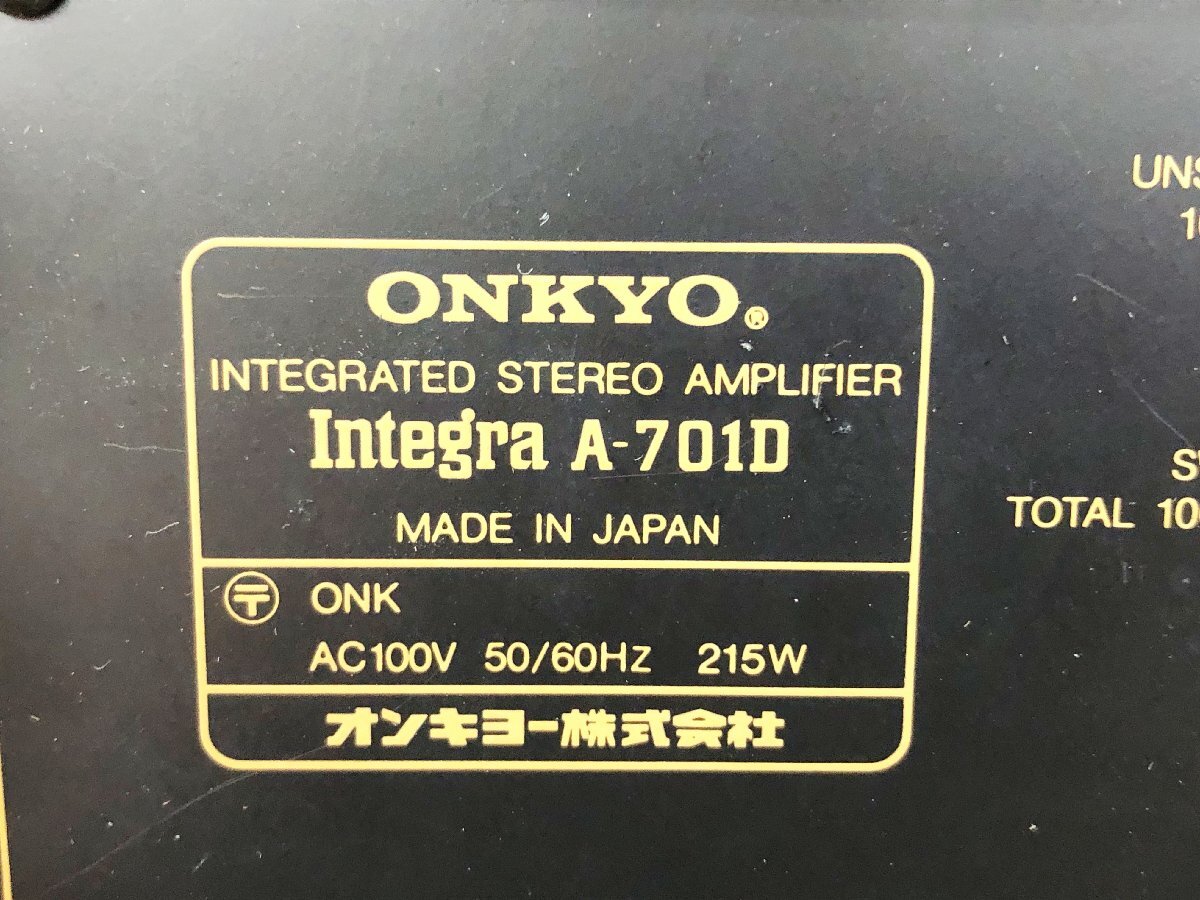 ONKYO®
INTEGRATED STEREO AMPLIFIER
Integra A-701D
MADE IN JAPAN
〒 ONK
AC100V 50/60Hz 215W
オンキヨー株式会社
TOTAL